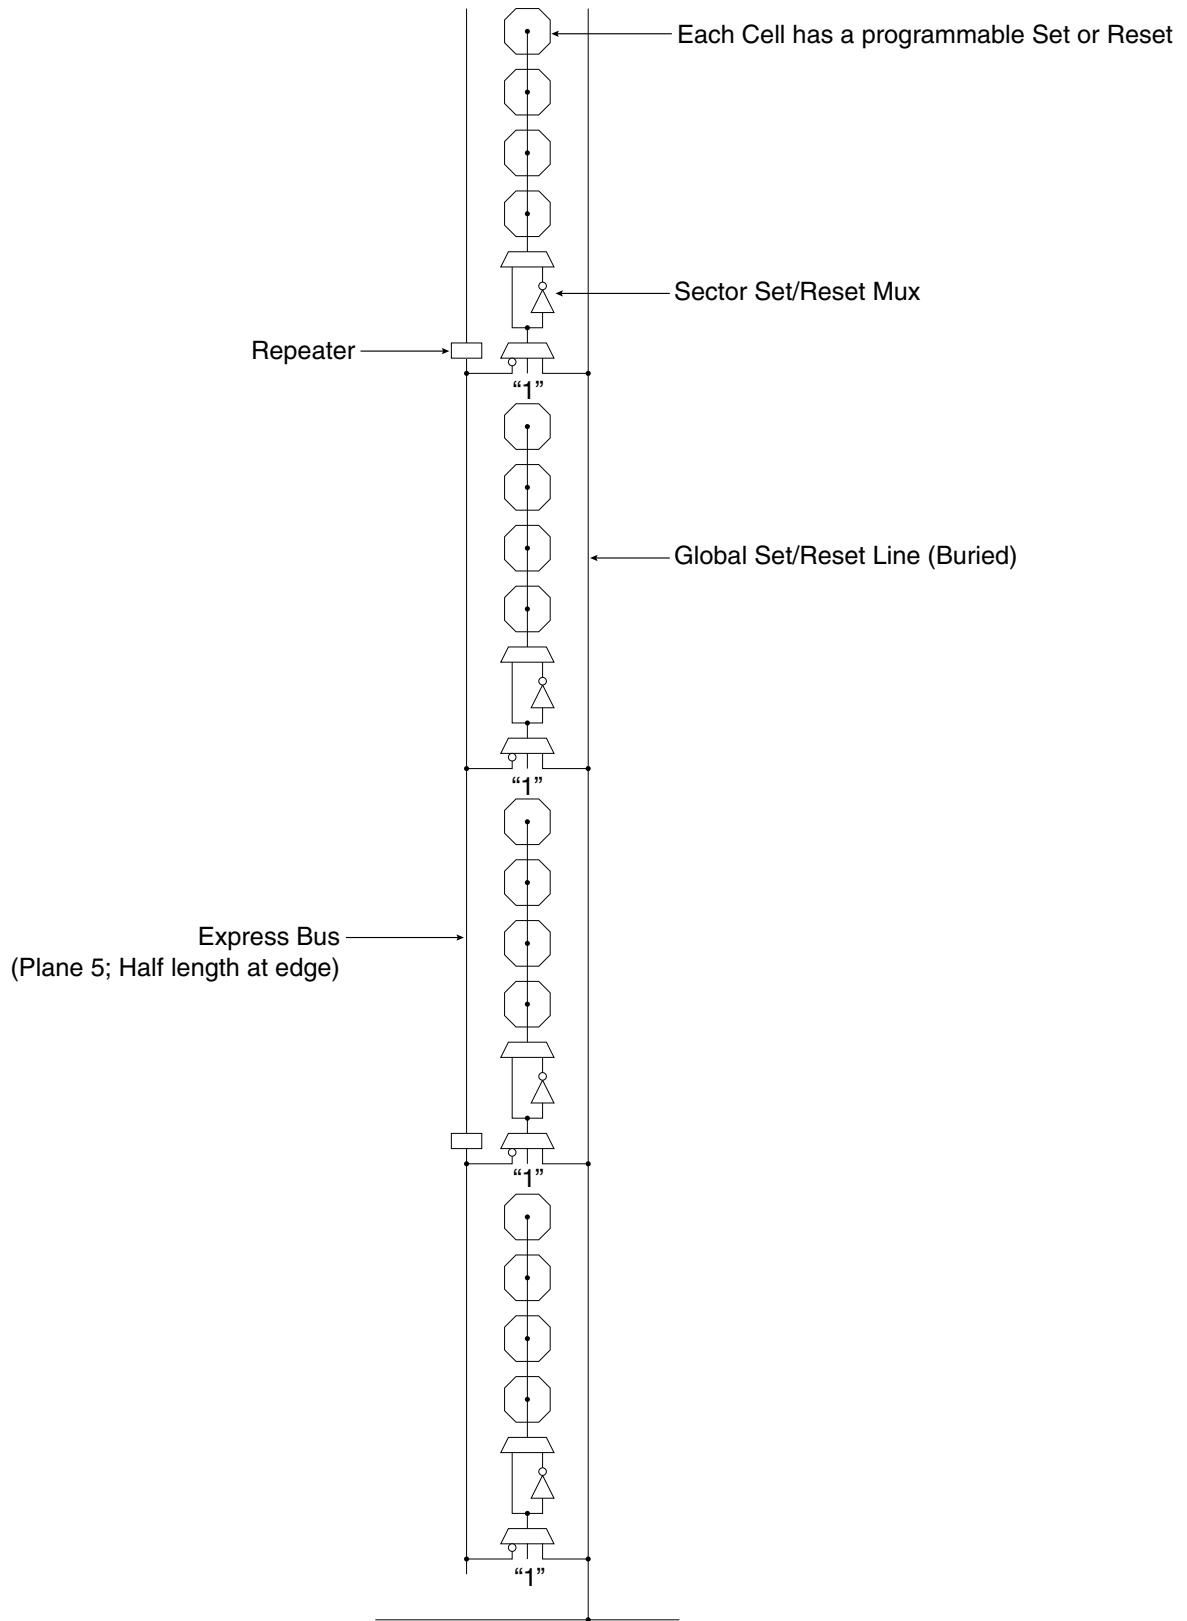 Each Cell has a programmable Set or Reset
Sector Set/Reset Mux
Repeater
“1”
Global Set/Reset Line (Buried)
“1”
Express Bus
(Plane 5; Half length at edge)
“1”
“1”